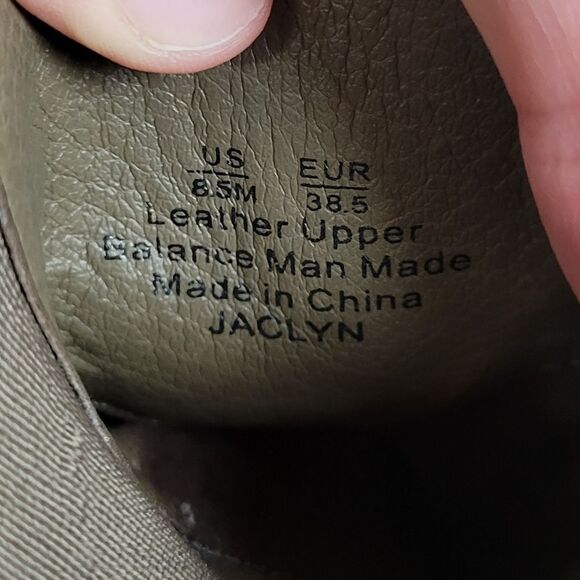 US EUR
8.5M 38.5
Leather Upper
Balance Man Made
Made in China
JACLYN